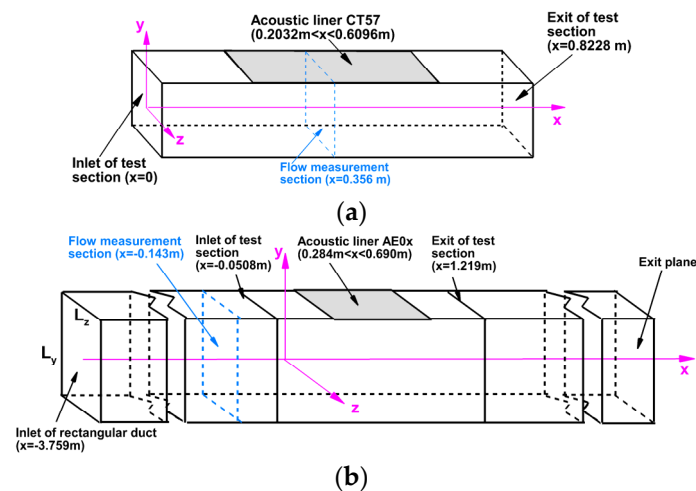 Acoustic liner CT57
(0.2032m<x<0.6096m)
Exit of test
section
(x=0.8228 m)
y
x
z
Inlet of test
section (x=0)
Flow measurement
section (x=0.356 m)
(a)
Flow measurement
section (x=-0.143m)
Inlet of test
section
(x=-0.0508m)
Acoustic liner AE0x
(0.284m<x<0.690m)
Exit of test
section
(x=1.219m)
Exit plane
y
Lz
Ly
x
z
Inlet of rectangular duct
(x=-3.759m)
(b)